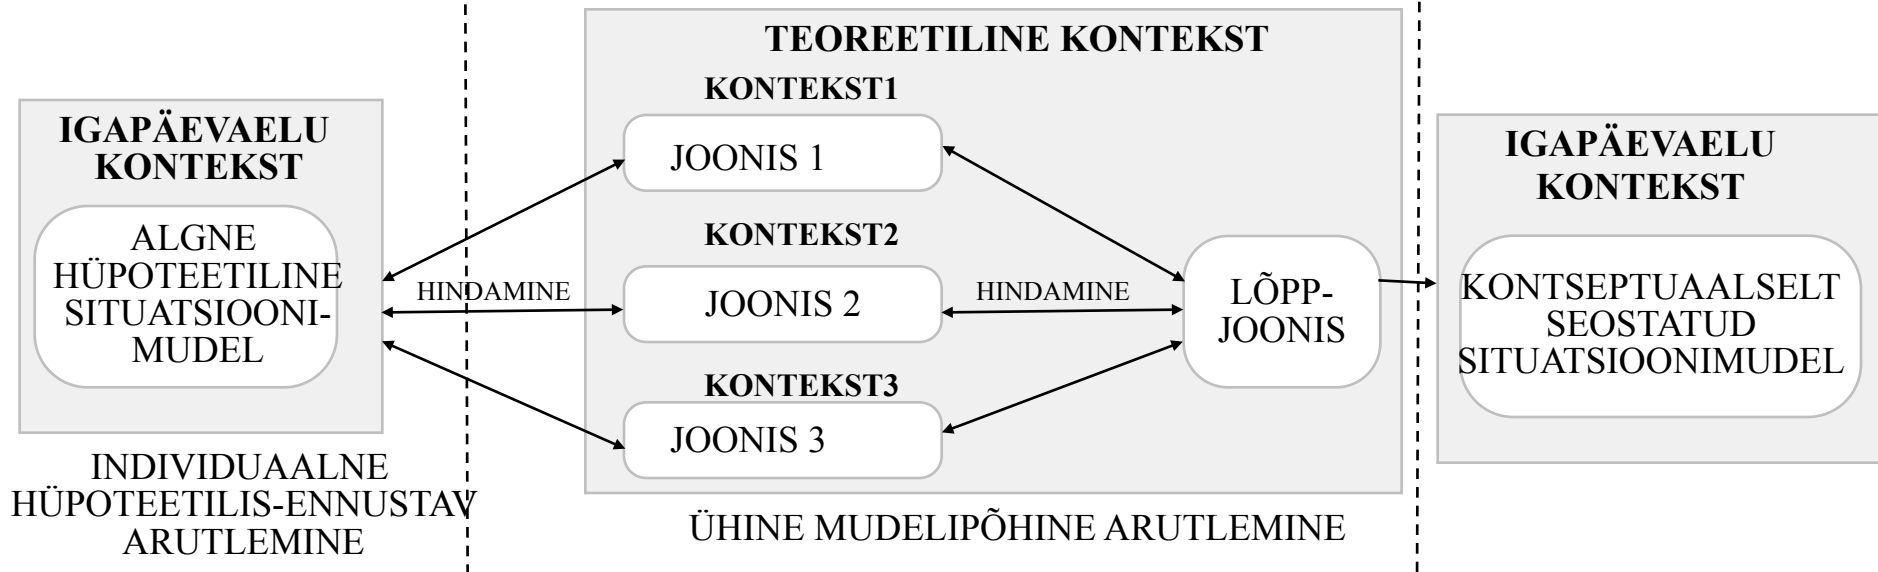 IGAPÄEVAELU
KONTEKST
ALGNE
HÜPOTEETILINE
SITUATSIOONI-
MUDEL
INDIVIDUAALNE
HÜPOTEETILIS-ENNUSTAV
ARUTLEMINE
HINDAMINE
TEOREETILINE KONTEKST
KONTEKST1
JOONIS 1
KONTEKST2
JOONIS 2
KONTEKST3
JOONIS 3
HINDAMINE
LÕPP-
JOONIS
ÜHINE MUDELIPÕHINE ARUTLEMINE
IGAPÄEVAELU
KONTEKST
KONTSEPTUAALSELT
SEOSTATUD
SITUATSIOONIMUDEL